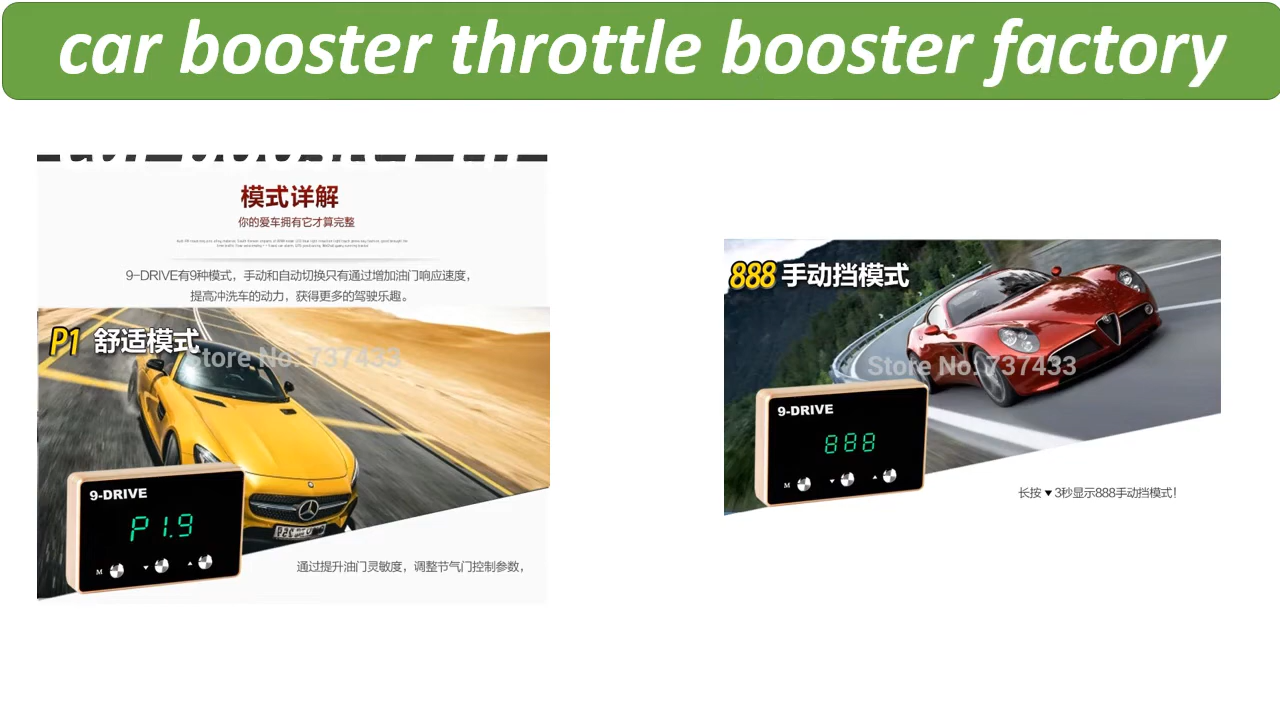 car booster throttle booster factory
模式详解
你的爱车拥有它才算完整
9-DRIVE有9种模式，手动和自动切换只有通过增加油门响应速度，
提高冲洗车的动力，获得更多的驾驶乐趣。
P1 舒适模式
Store No: 737433
9-DRIVE
P1.9
M ▼ ▲
通过提升油门灵敏度，调整节气门控制参数，
888 手动挡模式
Store No: 737433
9-DRIVE
888
M ▼ ▲
长按▼3秒显示888手动挡模式！